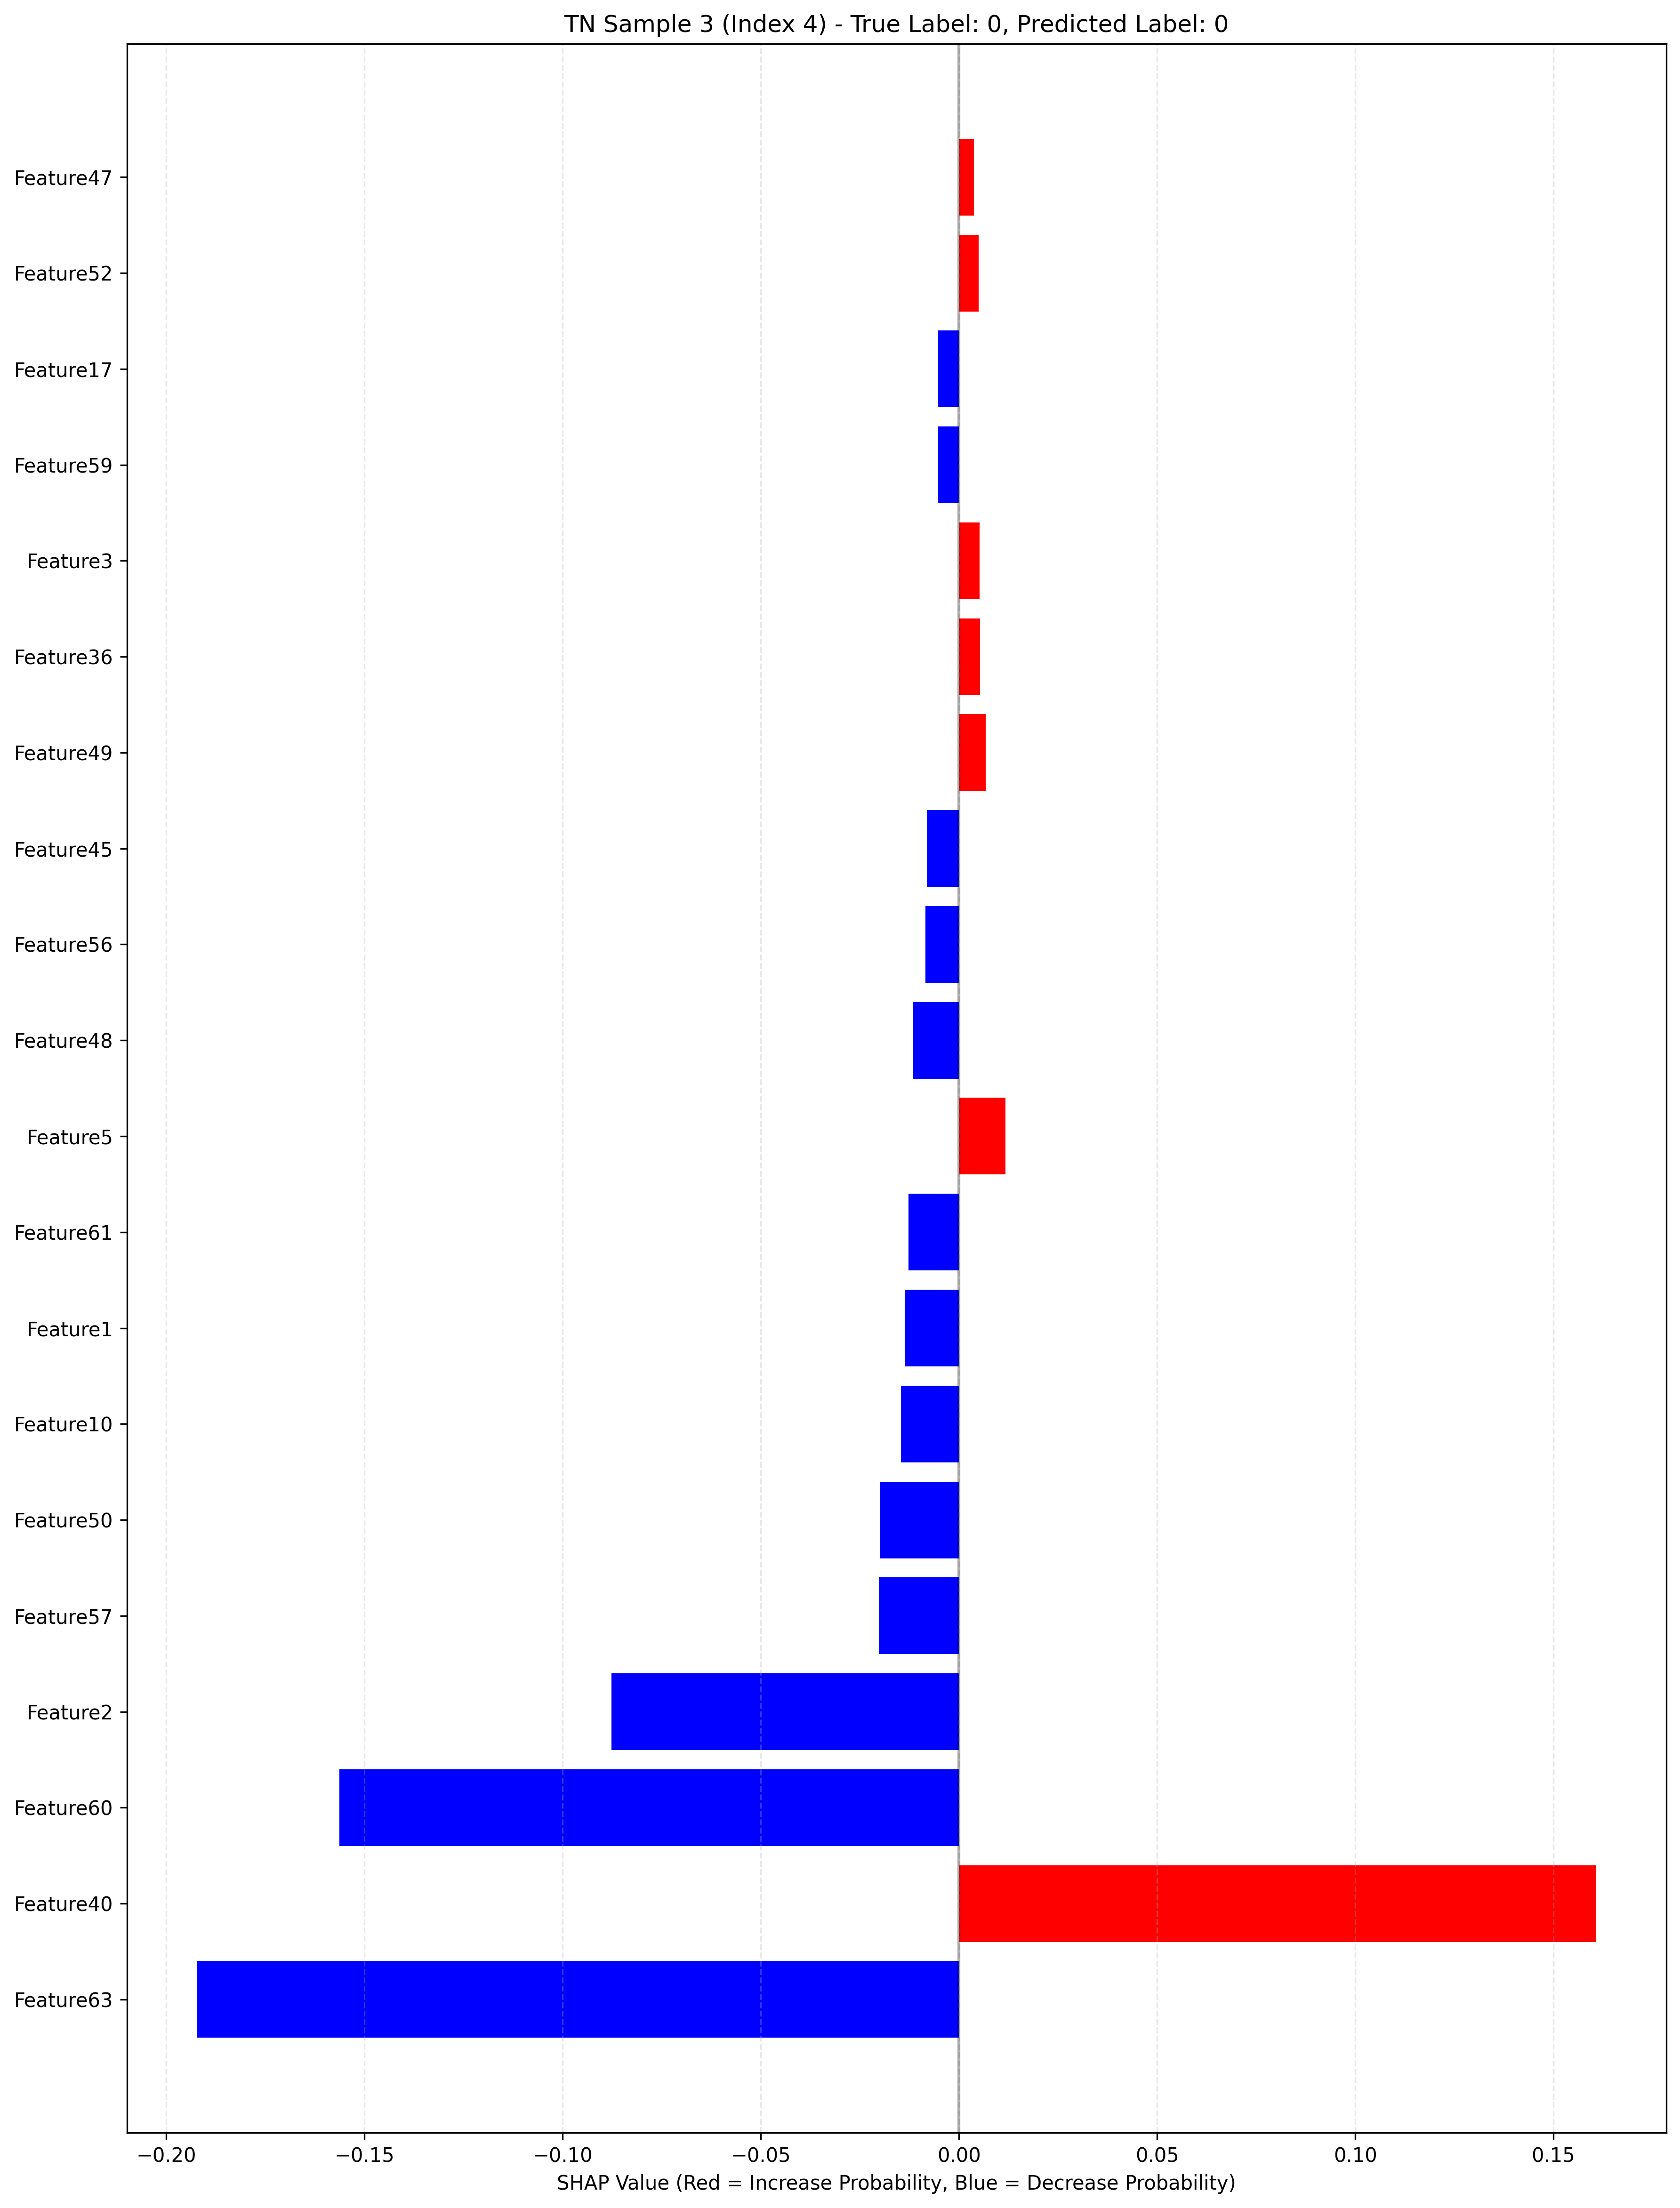 TN Sample 3 (Index 4) - True Label: 0, Predicted Label: 0
Feature47
Feature52
Feature17
Feature59
Feature3
Feature36
Feature49
Feature45
Feature56
Feature48
Feature5
Feature61
Feature1
Feature10
Feature50
Feature57
Feature2
Feature60
Feature40
Feature63
−0.20 −0.15 −0.10 −0.05 0.00 0.05 0.10 0.15
SHAP Value (Red = Increase Probability, Blue = Decrease Probability)